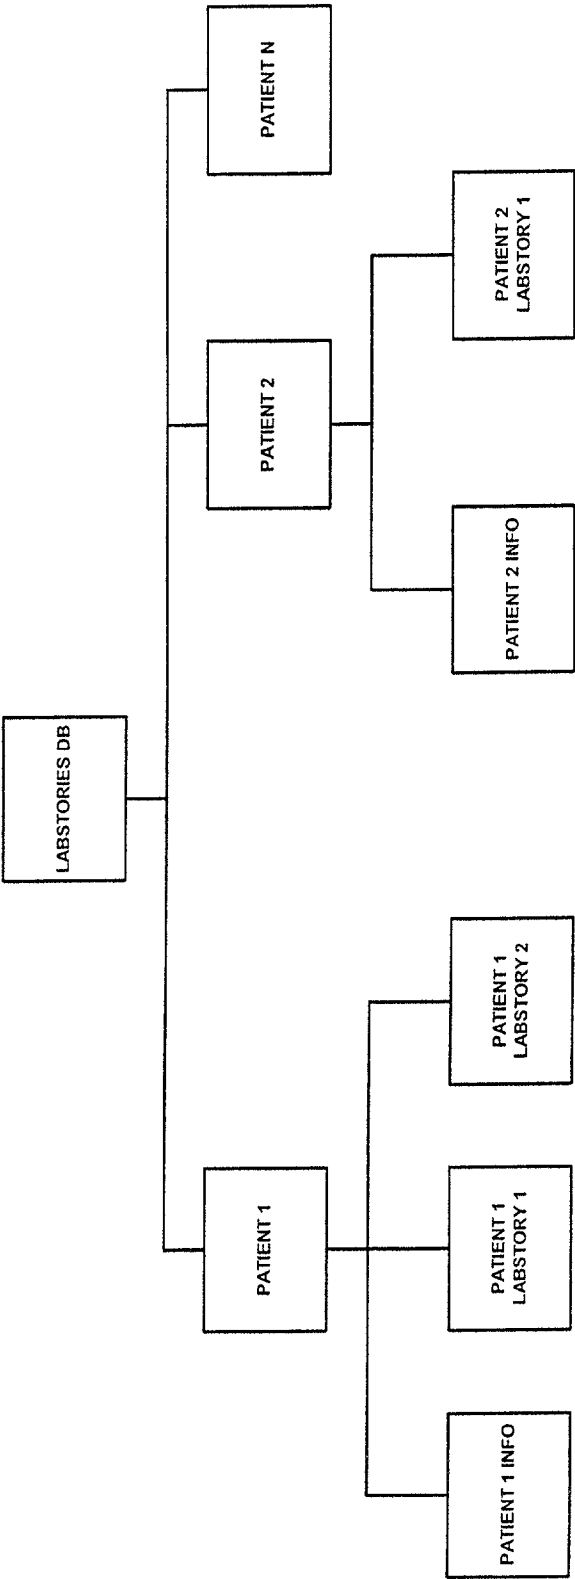 LABSTORIES DB
PATIENT 1
PATIENT 2
PATIENT N
PATIENT 1 INFO
PATIENT 1
LABSTORY 1
PATIENT 1
LABSTORY 2
PATIENT 2 INFO
PATIENT 2
LABSTORY 1